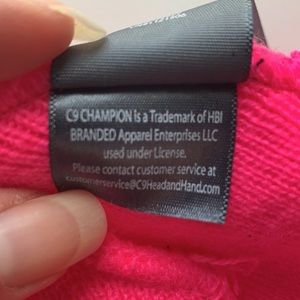 C9 CHAMPION is a Trademark of HBI
BRANDED Apparel Enterprises LLC
used under License.
Please contact customer service at
customerservice@C9HeadandHand.com